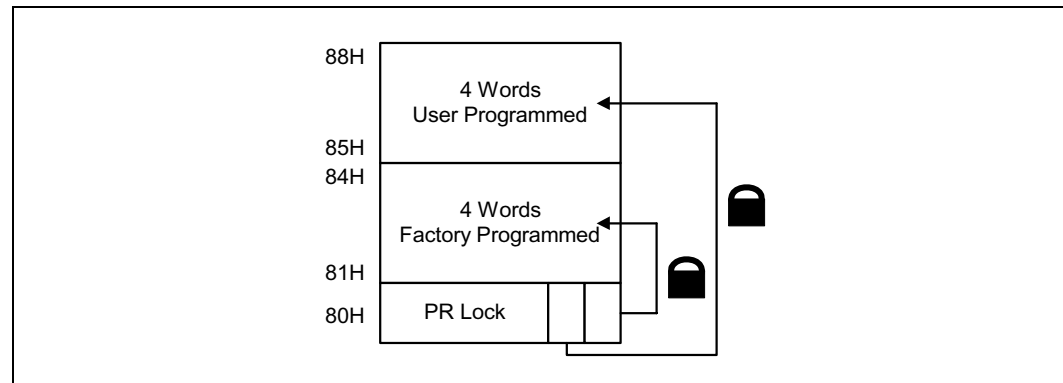 88H
4 Words
User Programmed
85H
84H
4 Words
Factory Programmed
81H
80H
PR Lock